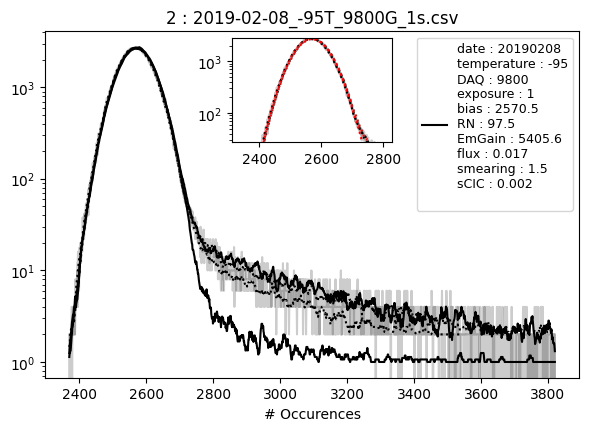 2 : 2019-02-08_-95T_9800G_1s.csv
10³
10²
10¹
10⁰
10³
10²
2400 2600 2800
date : 20190208
temperature : -95
DAQ : 9800
exposure : 1
bias : 2570.5
RN : 97.5
EmGain : 5405.6
flux : 0.017
smearing : 1.5
sCIC : 0.002
2400 2600 2800 3000 3200 3400 3600 3800
# Occurences